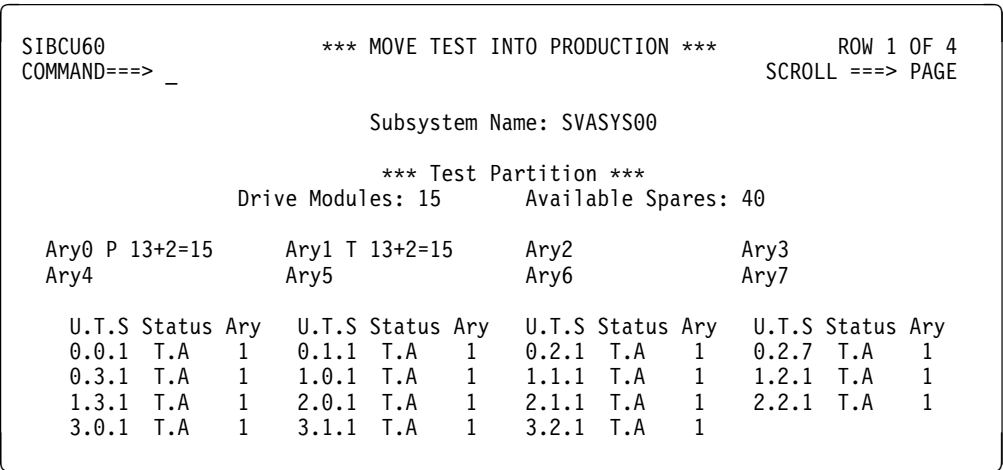 SIBCU60 *** MOVE TEST INTO PRODUCTION *** ROW 1 OF 4
COMMAND===> _ SCROLL ===> PAGE
Subsystem Name: SVASYS00
*** Test Partition ***
Drive Modules: 15 Available Spares: 40
Ary0 P 13+2=15 Ary1 T 13+2=15 Ary2 Ary3
Ary4 Ary5 Ary6 Ary7
U.T.S Status Ary U.T.S Status Ary U.T.S Status Ary U.T.S Status Ary
0.0.1 T.A 1 0.1.1 T.A 1 0.2.1 T.A 1 0.2.7 T.A 1
0.3.1 T.A 1 1.0.1 T.A 1 1.1.1 T.A 1 1.2.1 T.A 1
1.3.1 T.A 1 2.0.1 T.A 1 2.1.1 T.A 1 2.2.1 T.A 1
3.0.1 T.A 1 3.1.1 T.A 1 3.2.1 T.A 1